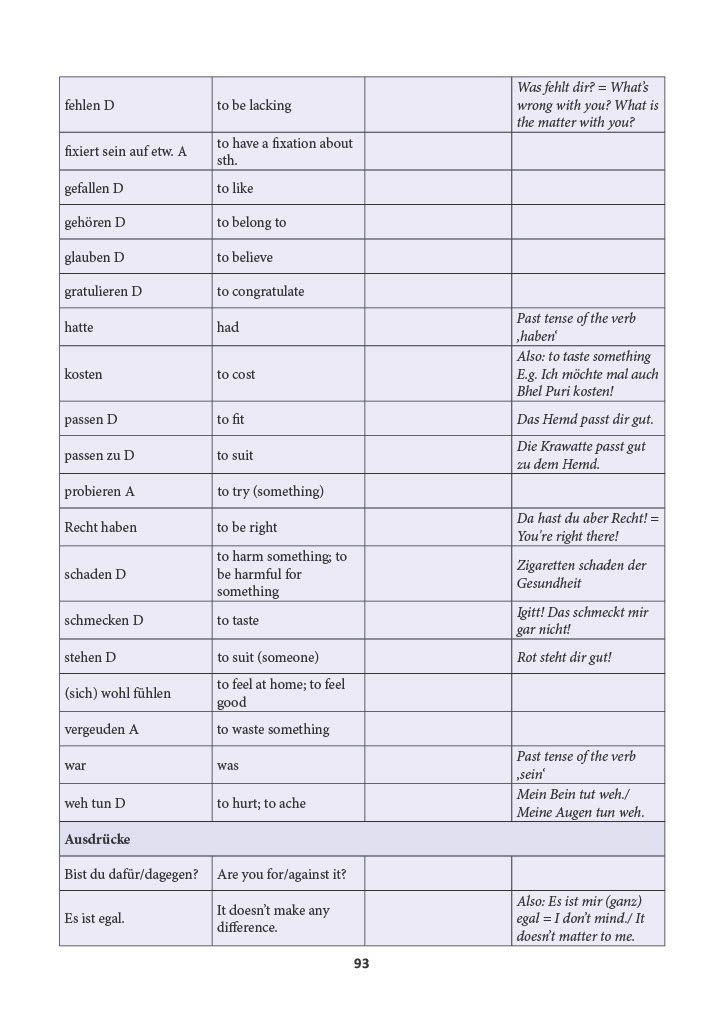 fehlen D
to be lacking
Was fehlt dir? = What's
wrong with you? What is
the matter with you?
fixiert sein auf etw. A
to have a fixation about
sth.
gefallen D
to like
gehören D
to belong to
glauben D
to believe
gratulieren D
to congratulate
hatte
had
Past tense of the verb
‚haben‘
kosten
to cost
Also: to taste something
E.g. Ich möchte mal auch
Bhel Puri kosten!
passen D
to fit
Das Hemd passt dir gut.
passen zu D
to suit
Die Krawatte passt gut
zu dem Hemd.
probieren A
to try (something)
Recht haben
to be right
Da hast du aber Recht! =
You're right there!
schaden D
to harm something; to
be harmful for
something
Zigaretten schaden der
Gesundheit
schmecken D
to taste
Igitt! Das schmeckt mir
gar nicht!
stehen D
to suit (someone)
Rot steht dir gut!
(sich) wohl fühlen
to feel at home; to feel
good
vergeuden A
to waste something
war
was
Past tense of the verb
‚sein‘
weh tun D
to hurt; to ache
Mein Bein tut weh./
Meine Augen tun weh.
Ausdrücke
Bist du dafür/dagegen?
Are you for/against it?
Es ist egal.
It doesn't make any
difference.
Also: Es ist mir (ganz)
egal = I don't mind./ It
doesn't matter to me.
93